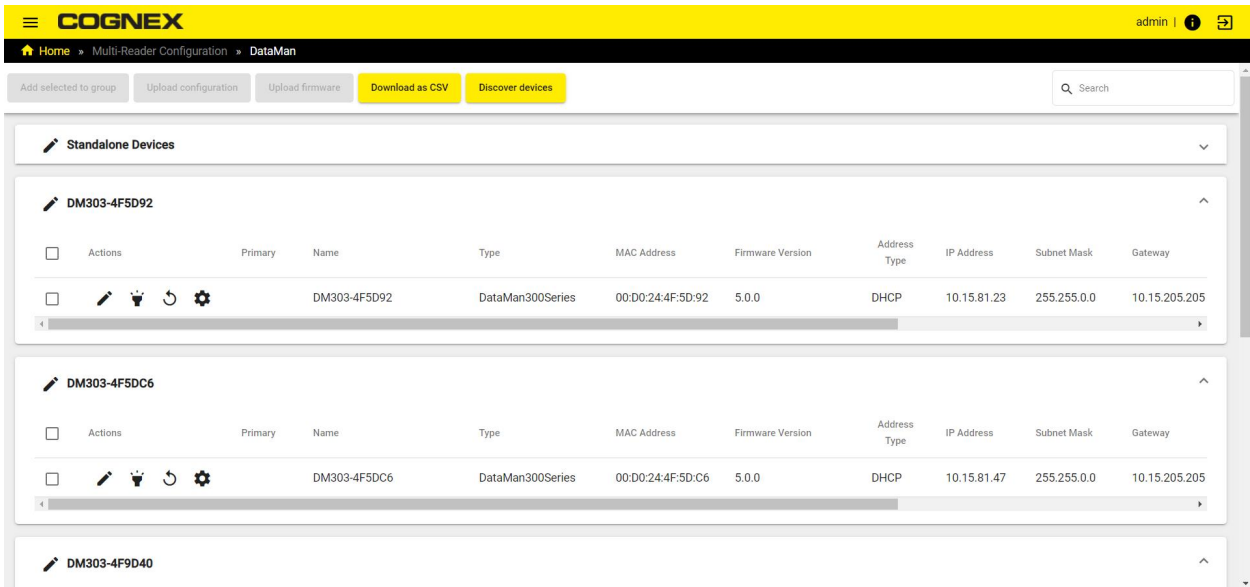 COGNEX admin |
Home » Multi-Reader Configuration » DataMan
Add selected to group Upload configuration Upload firmware Download as CSV Discover devices Search
Standalone Devices
DM303-4F5D92
Actions Primary Name Type MAC Address Firmware Version Address Type IP Address Subnet Mask Gateway
DM303-4F5D92 DataMan300Series 00:D0:24:4F:5D:92 5.0.0 DHCP 10.15.81.23 255.255.0.0 10.15.205.205
DM303-4F5DC6
Actions Primary Name Type MAC Address Firmware Version Address Type IP Address Subnet Mask Gateway
DM303-4F5DC6 DataMan300Series 00:D0:24:4F:5D:C6 5.0.0 DHCP 10.15.81.47 255.255.0.0 10.15.205.205
DM303-4F9D40